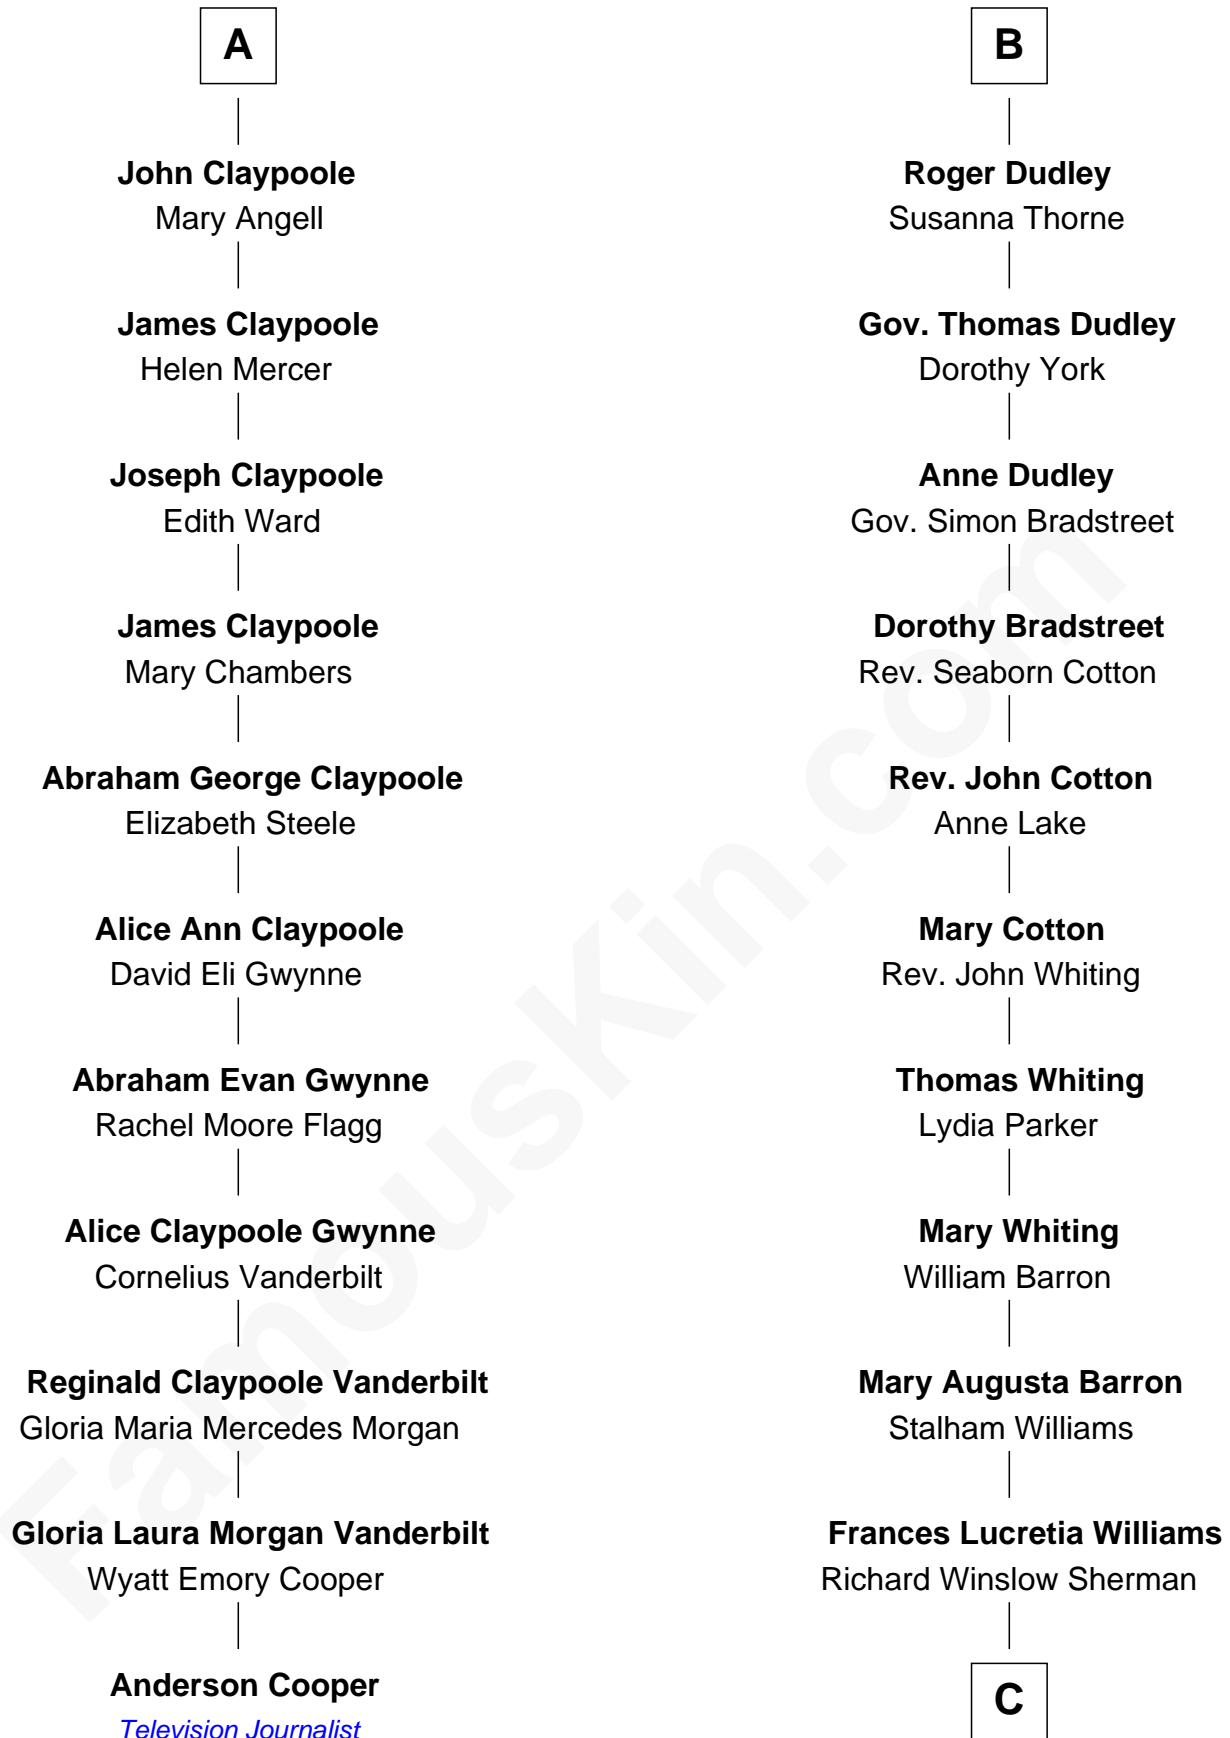 A
John Claypoole
Mary Angell
James Claypoole
Helen Mercer
Joseph Claypoole
Edith Ward
James Claypoole
Mary Chambers
Abraham George Claypoole
Elizabeth Steele
Alice Ann Claypoole
David Eli Gwynne
Abraham Evan Gwynne
Rachel Moore Flagg
Alice Claypoole Gwynne
Cornelius Vanderbilt
Reginald Claypoole Vanderbilt
Gloria Maria Mercedes Morgan
Gloria Laura Morgan Vanderbilt
Wyatt Emory Cooper
Anderson Cooper
Television Journalist
B
Roger Dudley
Susanna Thorne
Gov. Thomas Dudley
Dorothy York
Anne Dudley
Gov. Simon Bradstreet
Dorothy Bradstreet
Rev. Seaborn Cotton
Rev. John Cotton
Anne Lake
Mary Cotton
Rev. John Whiting
Thomas Whiting
Lydia Parker
Mary Whiting
William Barron
Mary Augusta Barron
Stalham Williams
Frances Lucretia Williams
Richard Winslow Sherman
C
FamousKin.com